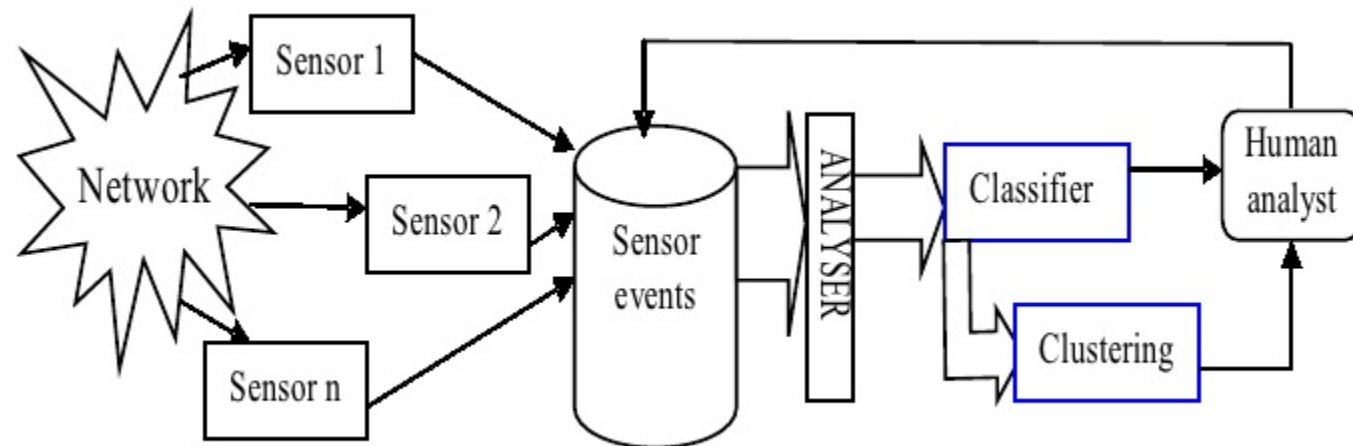 Network
Sensor 1
Sensor 2
Sensor n
Sensor
events
ANALYSER
Classifier
Clustering
Human
analyst